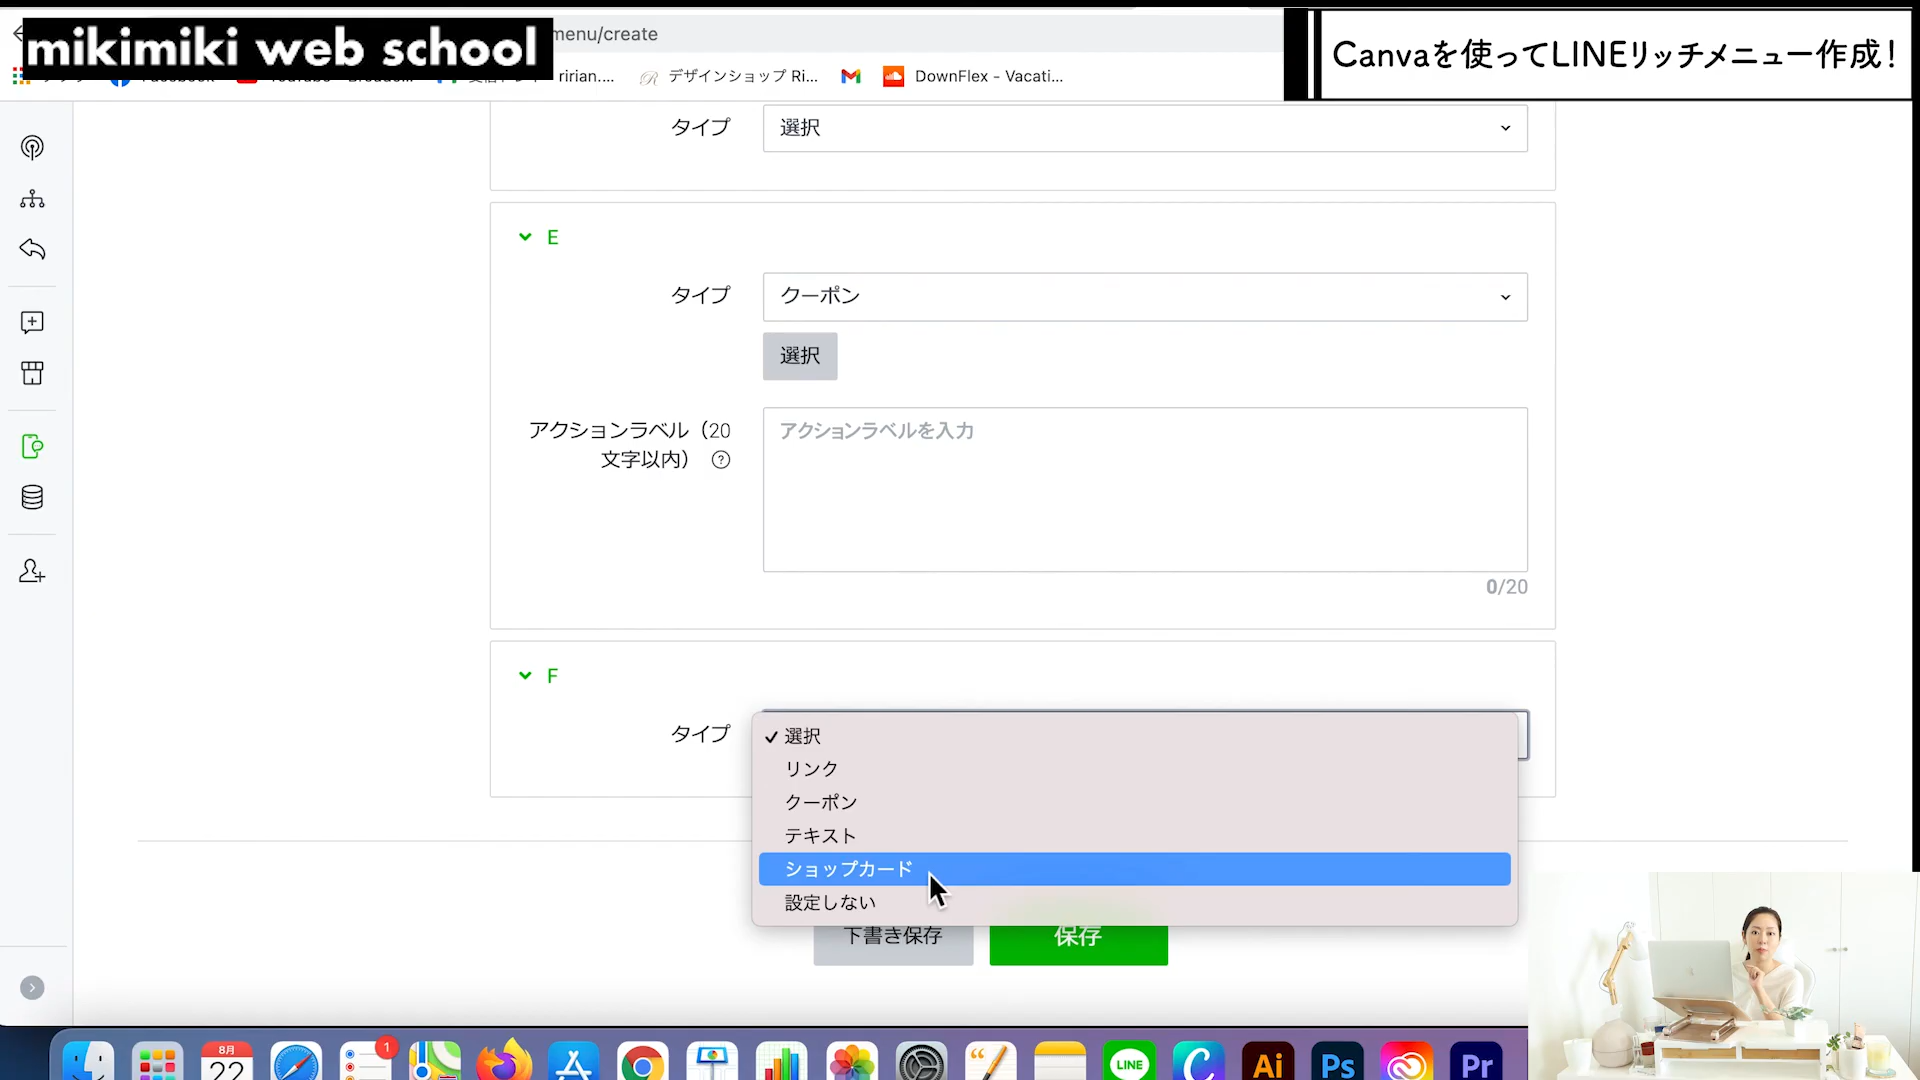 mikimiki web school
menu/create
Canvaを使ってLINEリッチメニュー作成!
ririan....
デザインショップ Ri...
DownFlex - Vacati...
タイプ
選択
E
タイプ
クーポン
選択
アクションラベル（20
文字以内）
?
アクションラベルを入力
0/20
F
タイプ
✓ 選択
リンク
クーポン
テキスト
ショップカード
設定しない
下書き保存
保存
8月
22
1
LINE
Ai
Ps
Pr